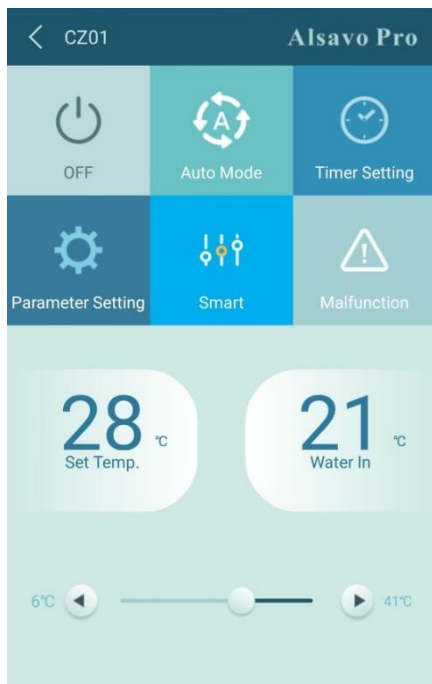 CZ01
Alsavo Pro
A
OFF
Auto Mode
Timer Setting
Parameter Setting
Smart
Malfunction
28 ℃
Set Temp.
21 ℃
Water In
6℃
41℃